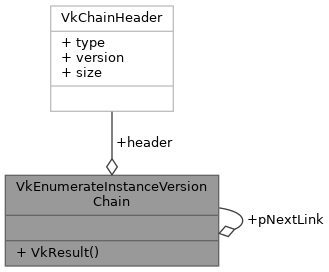 VkChainHeader
+ type
+ version
+ size
+header
VkEnumerateInstanceVersion
Chain
+pNextLink
+ VkResult()